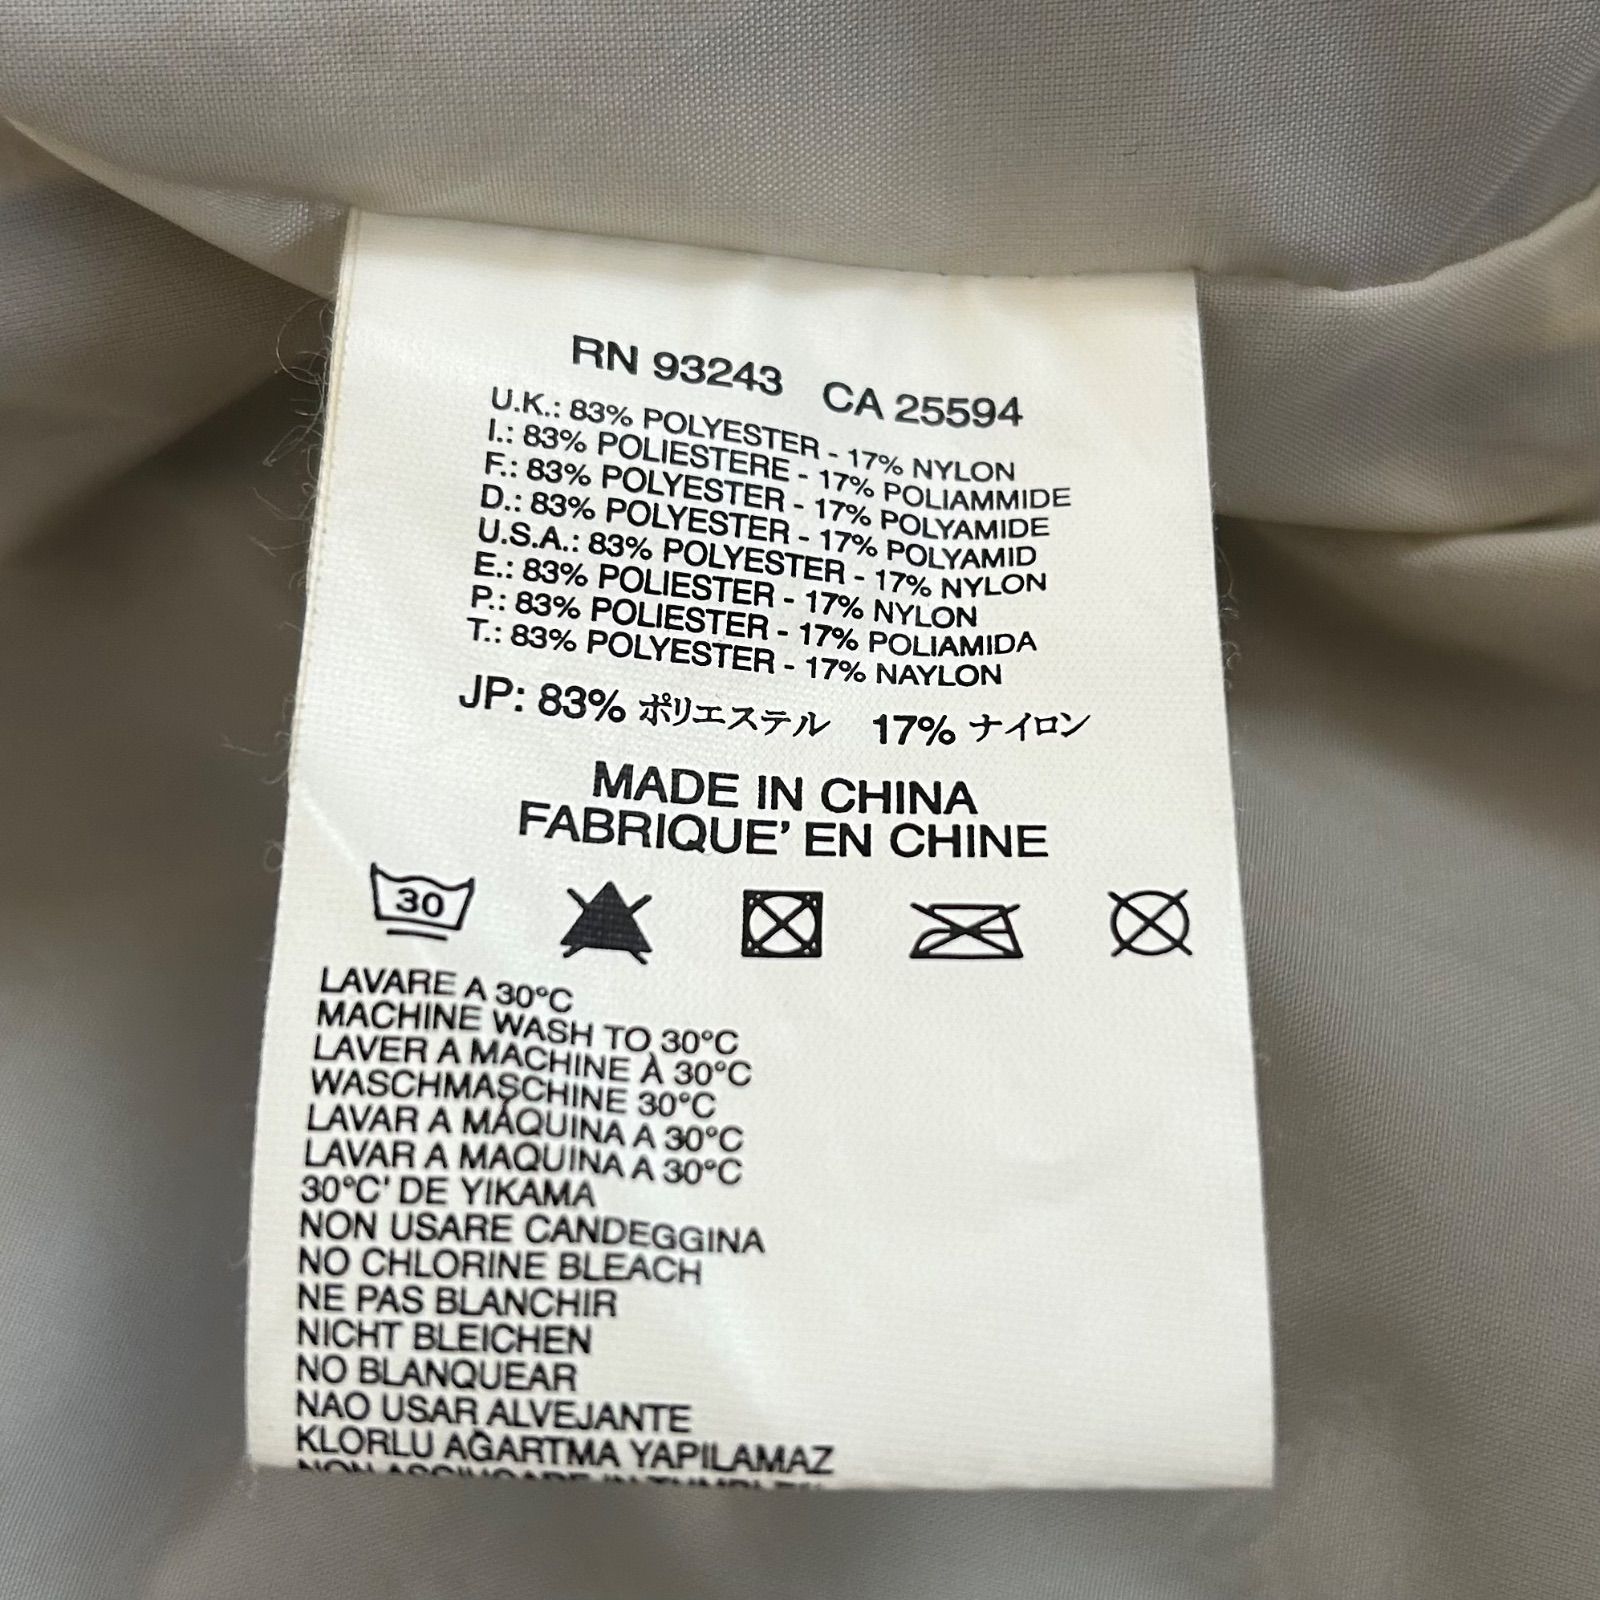 RN 93243 CA 25594
U.K.: 83% POLYESTER - 17% NYLON
I.: 83% POLIESTERE - 17% POLIAMMIDE
F.: 83% POLYESTER - 17% POLYAMIDE
D.: 83% POLYESTER - 17% POLYAMID
U.S.A.: 83% POLYESTER - 17% NYLON
E.: 83% POLIESTER - 17% NYLON
P.: 83% POLIESTER - 17% POLIAMIDA
T.: 83% POLYESTER - 17% NAYLON
JP: 83% ポリエステル 17% ナイロン
MADE IN CHINA
FABRIQUE' EN CHINE
30
LAVARE A 30°C
MACHINE WASH TO 30°C
LAVER A MACHINE À 30°C
WASCHMASCHINE 30°C
LAVAR A MÁQUINA A 30°C
LAVAR A MAQUINA A 30°C
30°C' DE YIKAMA
NON USARE CANDEGGINA
NO CHLORINE BLEACH
NE PAS BLANCHIR
NICHT BLEICHEN
NO BLANQUEAR
NAO USAR ALVEJANTE
KLORLU AĞARTMA YAPILAMAZ